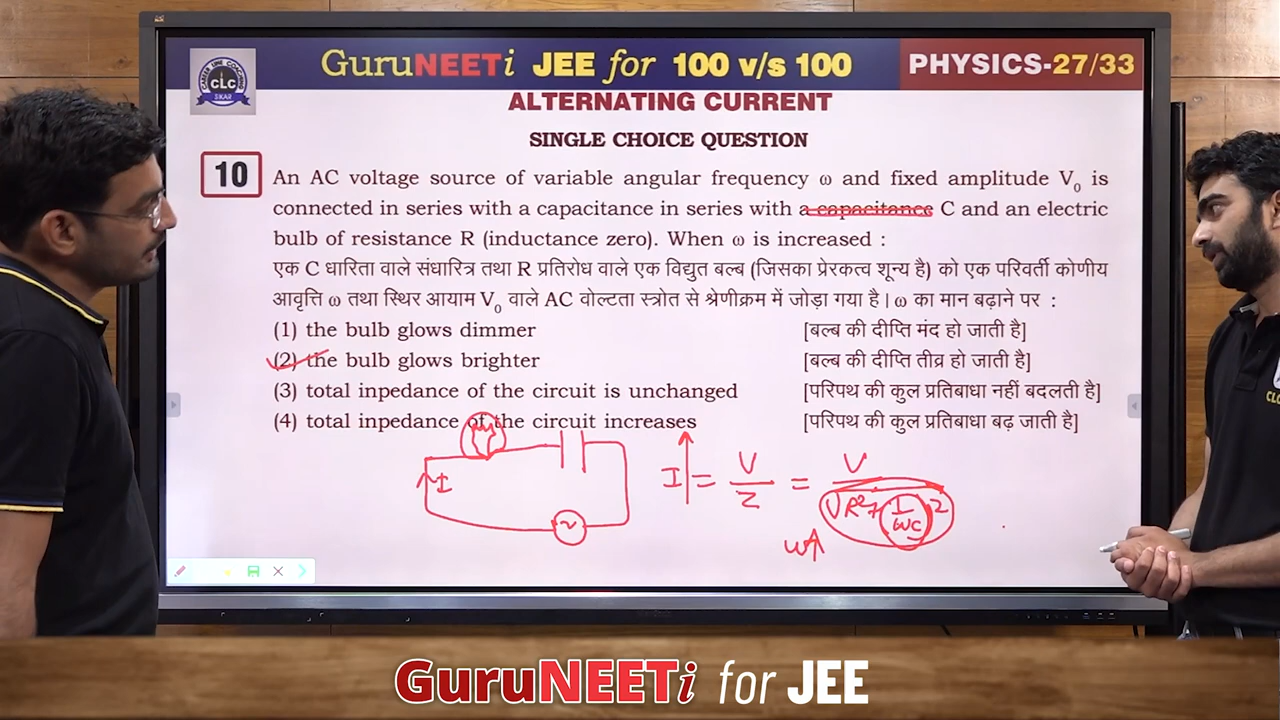 GuruNEETi JEE for 100 v/s 100
PHYSICS-27/33
CLC
SIKAR
ALTERNATING CURRENT
SINGLE CHOICE QUESTION
10
An AC voltage source of variable angular frequency ω and fixed amplitude V₀ is
connected in series with a capacitance in series with a capacitance C and an electric
bulb of resistance R (inductance zero). When ω is increased :
एक C धारिता वाले संधारित्र तथा R प्रतिरोध वाले एक विद्युत बल्ब (जिसका प्रेरकत्व शून्य है) को एक परिवर्ती कोणीय
आवृत्ति ω तथा स्थिर आयाम V₀ वाले AC वोल्टता स्त्रोत से श्रेणीक्रम में जोड़ा गया है। ω का मान बढ़ाने पर :
(1) the bulb glows dimmer [बल्ब की दीप्ति मंद हो जाती है]
(2) the bulb glows brighter [बल्ब की दीप्ति तीव्र हो जाती है]
(3) total inpedance of the circuit is unchanged [परिपथ की कुल प्रतिबाधा नहीं बदलती है]
(4) total inpedance of the circuit increases [परिपथ की कुल प्रतिबाधा बढ़ जाती है]
I
I = V/Z = V/√R²+(1/ωC)²
ω↑
GuruNEETi for JEE